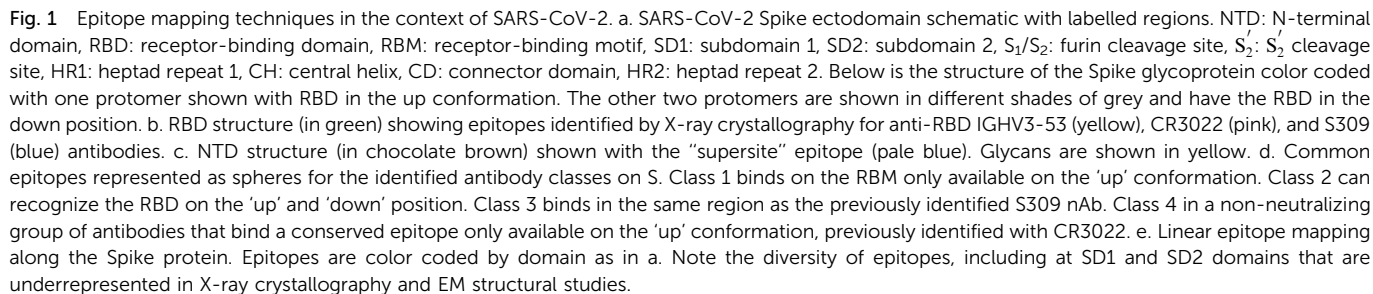 Fig. 1 Epitope mapping techniques in the context of SARS-CoV-2. a. SARS-CoV-2 Spike ectodomain schematic with labelled regions. NTD: N-terminal
domain, RBD: receptor-binding domain, RBM: receptor-binding motif, SD1: subdomain 1, SD2: subdomain 2, S₁/S₂: furin cleavage site, S₂′: S₂′ cleavage
site, HR1: heptad repeat 1, CH: central helix, CD: connector domain, HR2: heptad repeat 2. Below is the structure of the Spike glycoprotein color coded
with one protomer shown with RBD in the up conformation. The other two protomers are shown in different shades of grey and have the RBD in the
down position. b. RBD structure (in green) showing epitopes identified by X-ray crystallography for anti-RBD IGHV3-53 (yellow), CR3022 (pink), and S309
(blue) antibodies. c. NTD structure (in chocolate brown) shown with the “supersite” epitope (pale blue). Glycans are shown in yellow. d. Common
epitopes represented as spheres for the identified antibody classes on S. Class 1 binds on the RBM only available on the ‘up’ conformation. Class 2 can
recognize the RBD on the ‘up’ and ‘down’ position. Class 3 binds in the same region as the previously identified S309 nAb. Class 4 in a non-neutralizing
group of antibodies that bind a conserved epitope only available on the ‘up’ conformation, previously identified with CR3022. e. Linear epitope mapping
along the Spike protein. Epitopes are color coded by domain as in a. Note the diversity of epitopes, including at SD1 and SD2 domains that are
underrepresented in X-ray crystallography and EM structural studies.